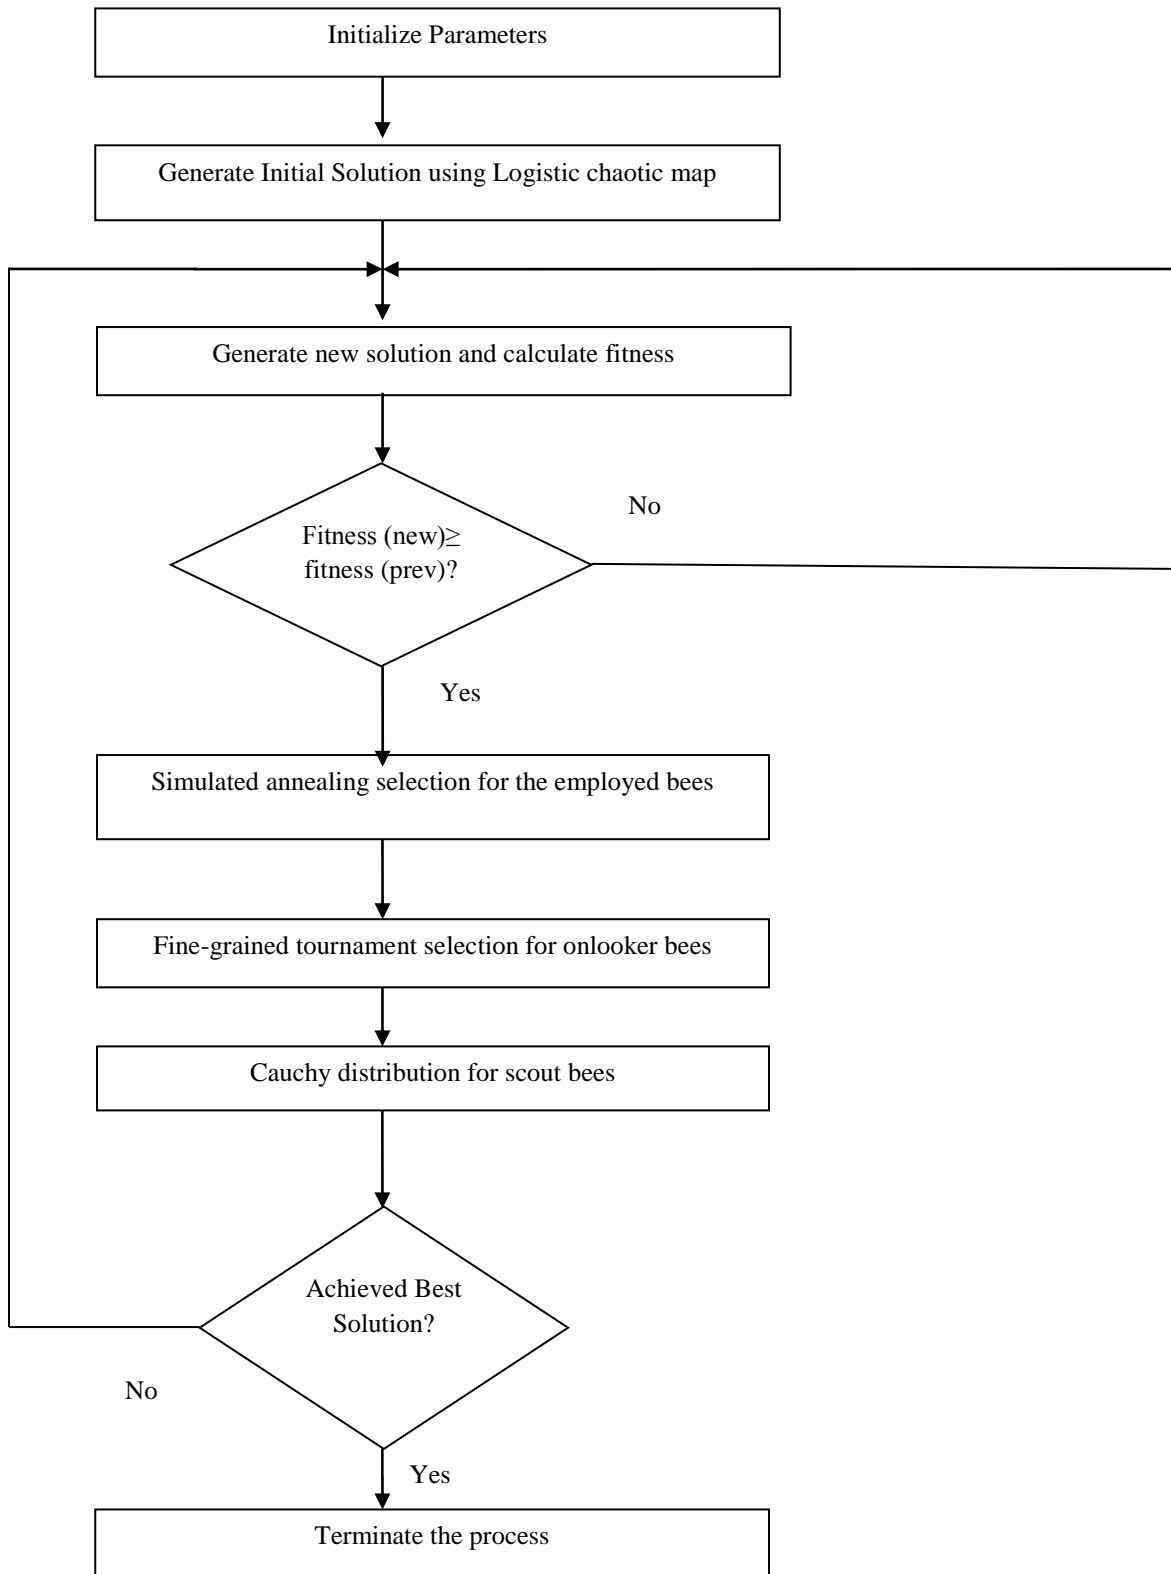 Initialize Parameters
Generate Initial Solution using Logistic chaotic map
Generate new solution and calculate fitness
No
Fitness (new)≥
fitness (prev)?
Yes
Simulated annealing selection for the employed bees
Fine-grained tournament selection for onlooker bees
Cauchy distribution for scout bees
Achieved Best
Solution?
No
Yes
Terminate the process